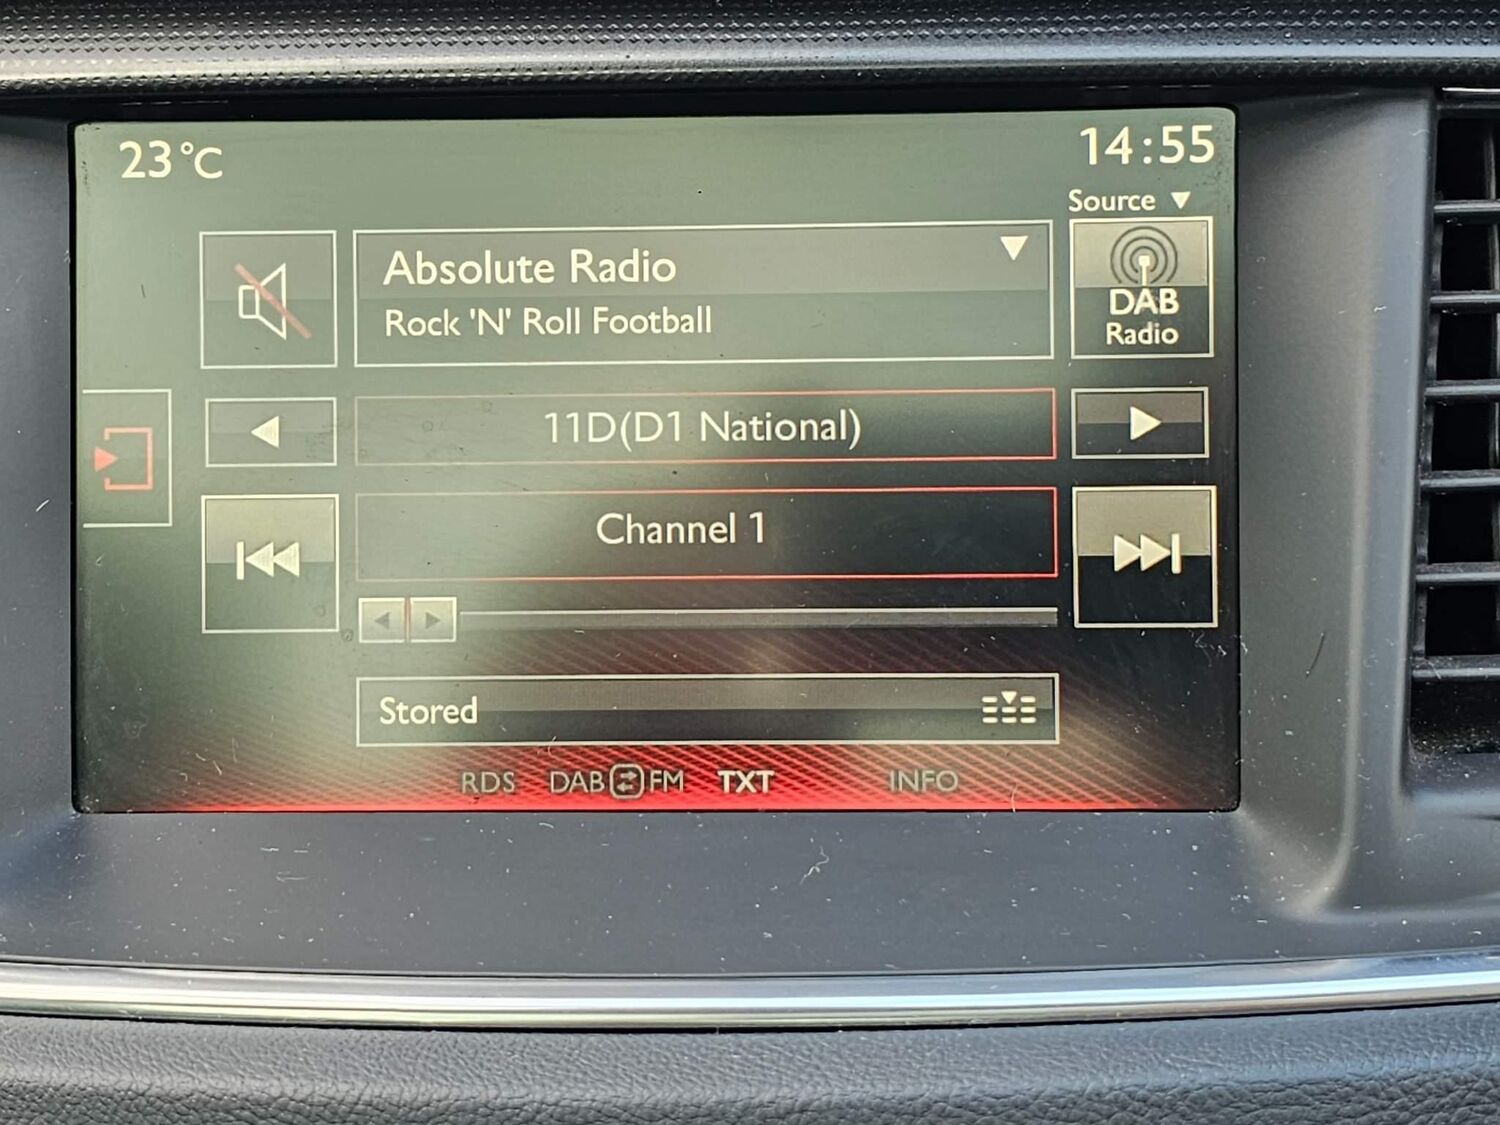 23°C
14:55
Source
Absolute Radio
Rock 'N' Roll Football
DAB
Radio
11D(D1 National)
Channel 1
Stored
RDS DAB FM TXT INFO